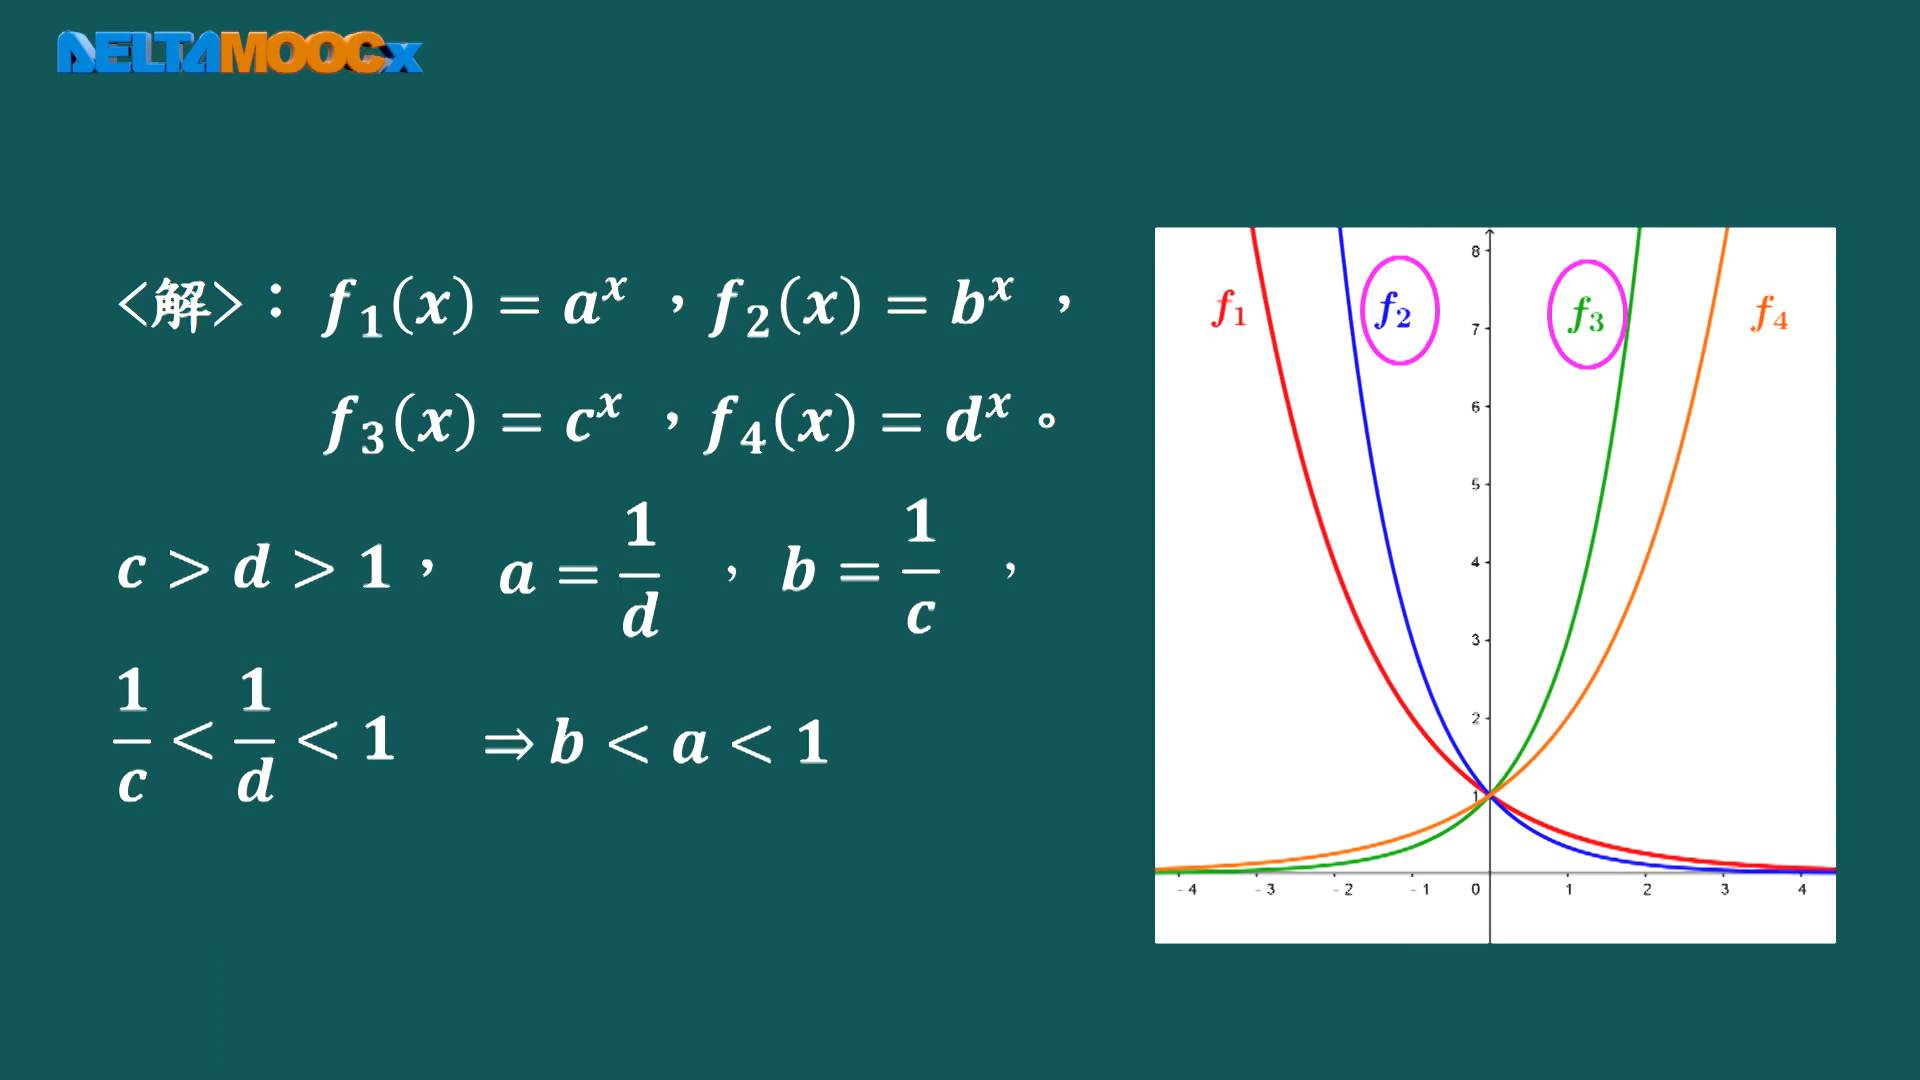 DELTAMOOCx
<解>：f₁(x) = aˣ ，f₂(x) = bˣ ，
f₃(x) = cˣ ，f₄(x) = dˣ 。
c > d > 1， a = 1/d ， b = 1/c ，
1/c < 1/d < 1 ⇒ b < a < 1
f₁ f₂ f₃ f₄
8
7
6
5
4
3
2
1
-4 -3 -2 -1 0 1 2 3 4